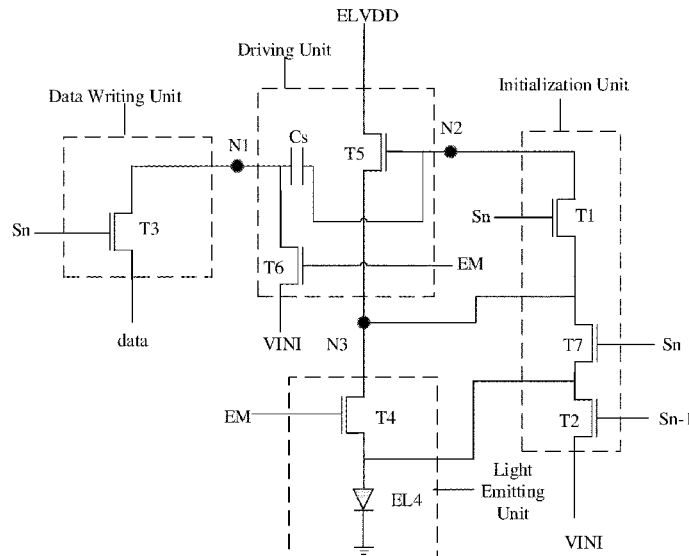 ELVDD
Driving Unit
Data Writing Unit
Initialization Unit
N1
Cs
N2
T5
Sn
T3
Sn
T1
T6
EM
data
VINI
N3
T7
Sn
EM
T4
T2
Sn-1
EL4
Light
Emitting
Unit
VINI